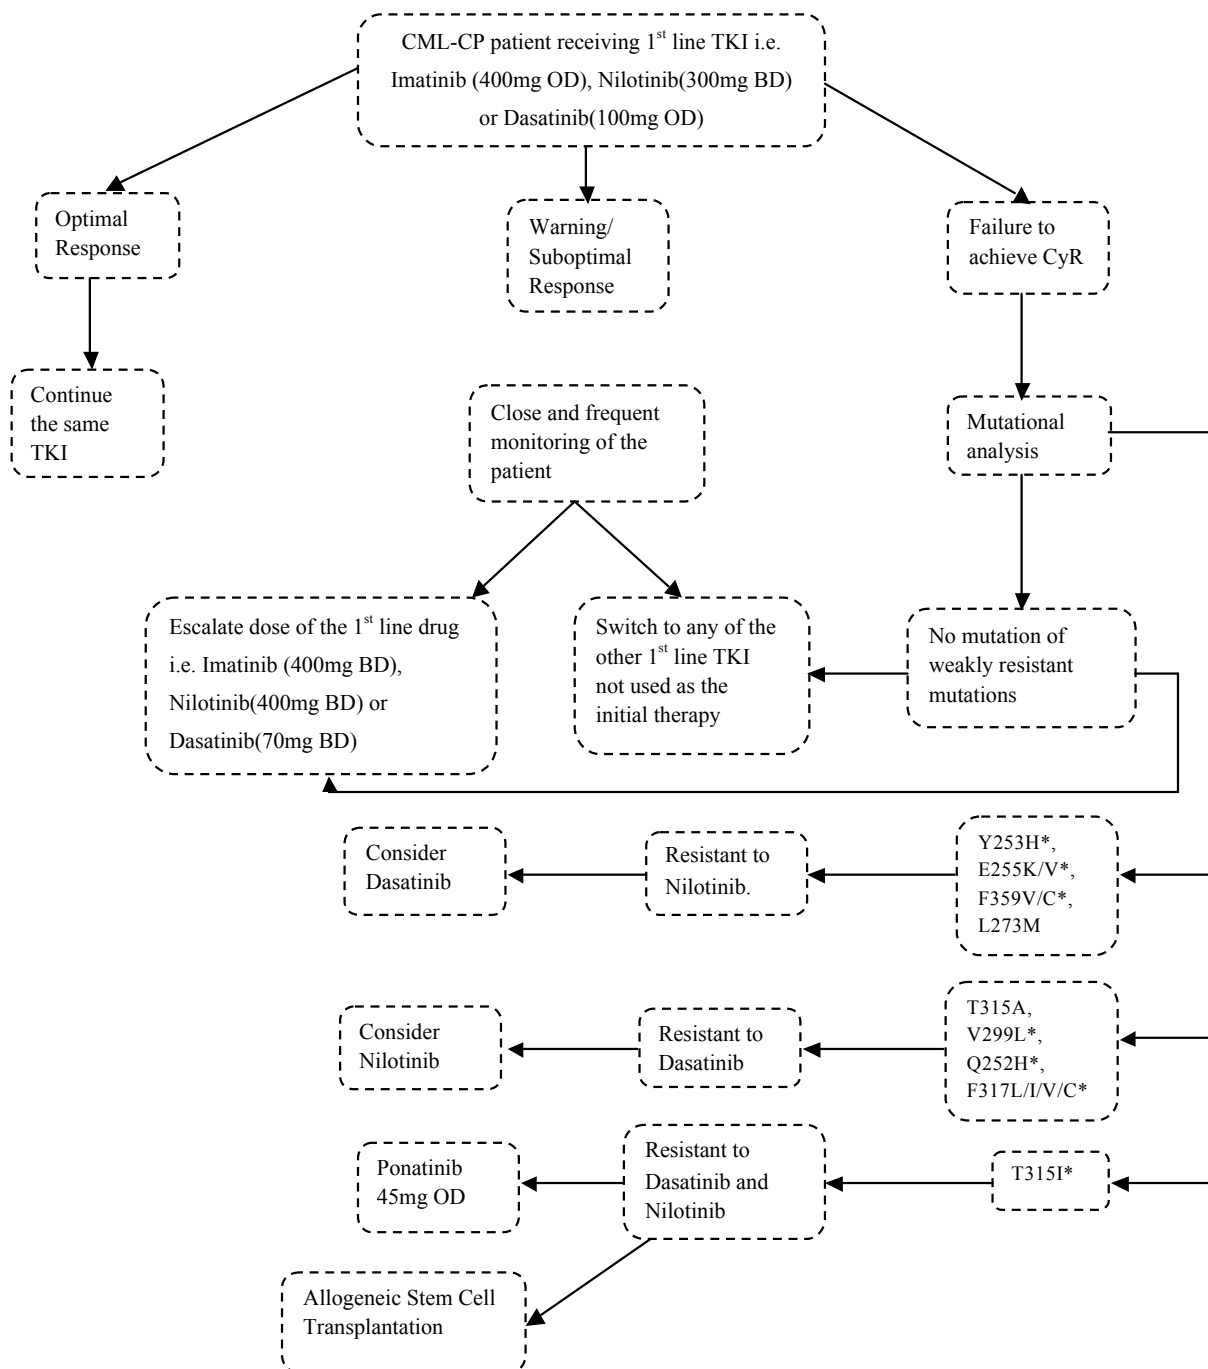 CML-CP patient receiving 1st line TKI i.e.
Imatinib (400mg OD), Nilotinib(300mg BD)
or Dasatinib(100mg OD)
Optimal
Response
Warning/
Suboptimal
Response
Failure to
achieve CyR
Continue
the same
TKI
Close and frequent
monitoring of the
patient
Mutational
analysis
Escalate dose of the 1st line drug
i.e. Imatinib (400mg BD),
Nilotinib(400mg BD) or
Dasatinib(70mg BD)
Switch to any of the
other 1st line TKI
not used as the
initial therapy
No mutation of
weakly resistant
mutations
Consider
Dasatinib
Resistant to
Nilotinib.
Y253H*,
E255K/V*,
F359V/C*,
L273M
Consider
Nilotinib
Resistant to
Dasatinib
T315A,
V299L*,
Q252H*,
F317L/I/V/C*
Ponatinib
45mg OD
Resistant to
Dasatinib and
Nilotinib
T315I*
Allogeneic Stem Cell
Transplantation